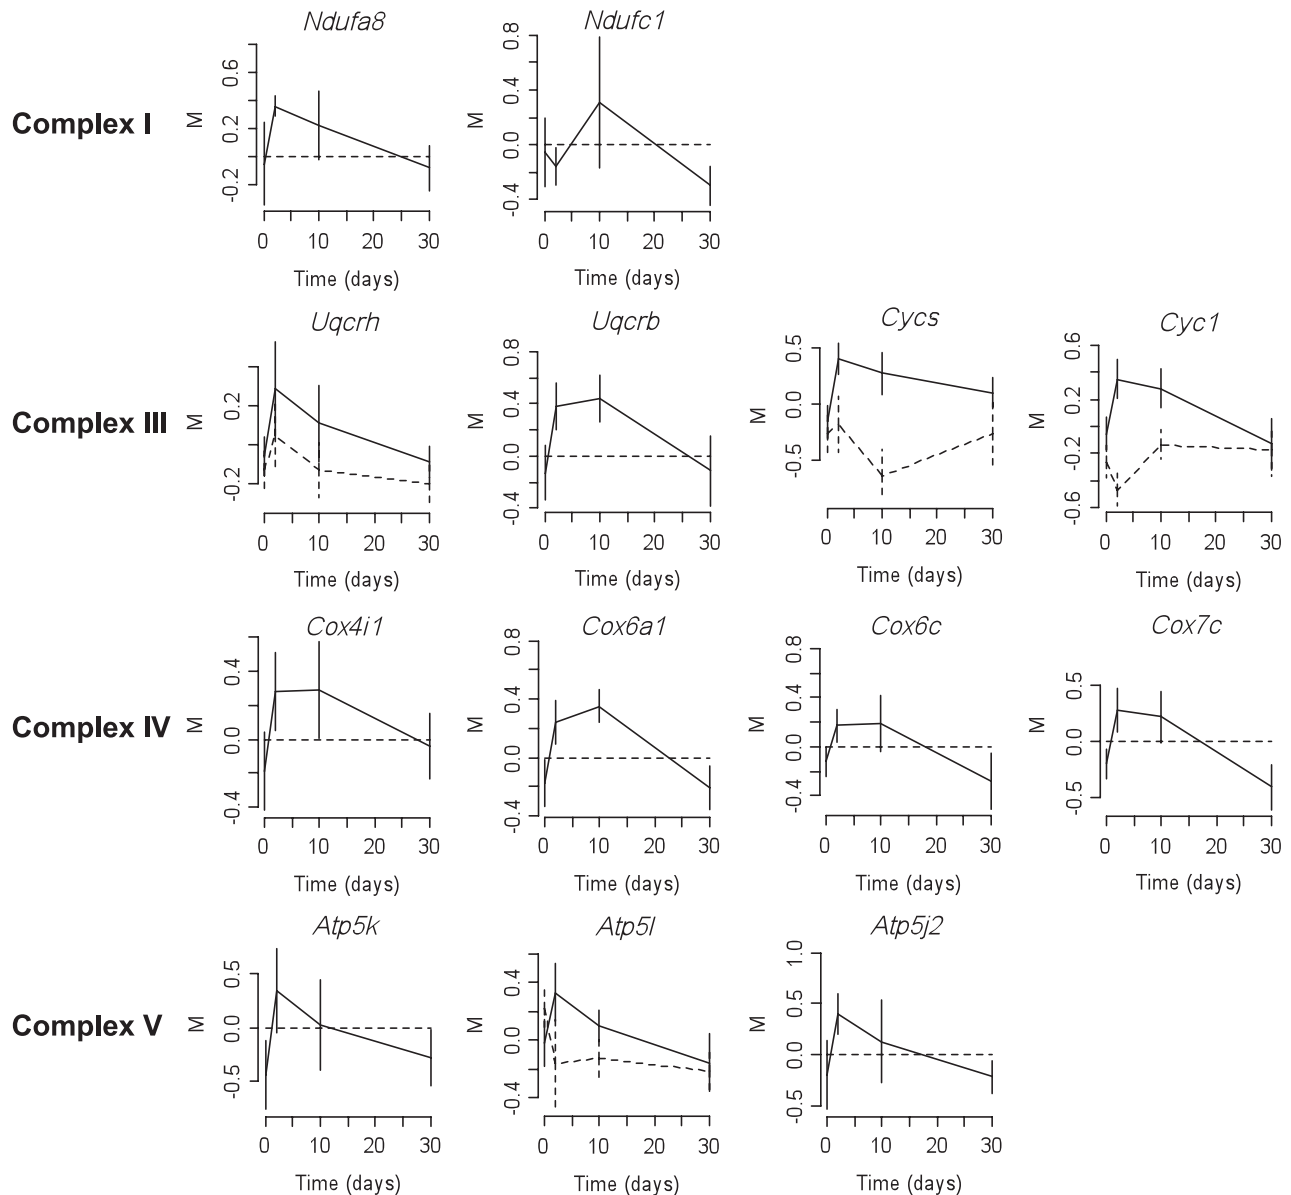 Ndufa8 Ndufc1
Complex I
M -0.2 0.2 0.6
M -0.4 0.0 0.4 0.8
0 10 20 30 0 10 20 30
Time (days) Time (days)
Uqcrh Uqcrb Cycs Cyc1
Complex III
M -0.2 0.2
M -0.4 0.0 0.4 0.8
M -0.5 0.0 0.5
M -0.6 -0.2 0.2 0.6
0 10 20 30 0 10 20 30 0 10 20 30 0 10 20 30
Time (days) Time (days) Time (days) Time (days)
Cox4i1 Cox6a1 Cox6c Cox7c
Complex IV
M -0.4 0.0 0.4
M -0.4 0.0 0.4 0.8
M -0.4 0.0 0.4 0.8
M -0.5 0.5
0 10 20 30 0 10 20 30 0 10 20 30 0 10 20 30
Time (days) Time (days) Time (days) Time (days)
Atp5k Atp5l Atp5j2
Complex V
M -0.5 0.0 0.5
M -0.4 0.0 0.4
M -0.5 0.0 0.5 1.0
0 10 20 30 0 10 20 30 0 10 20 30
Time (days) Time (days) Time (days)